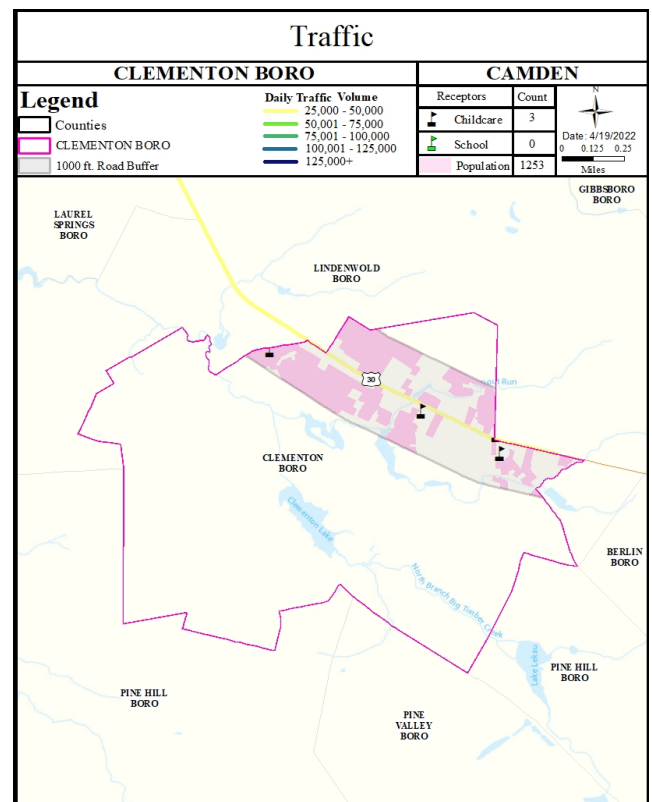 Traffic
CLEMENTON BORO
CAMDEN
Legend
Counties
CLEMENTON BORO
1000 ft. Road Buffer
Daily Traffic Volume
25,000 - 50,000
50,001 - 75,000
75,001 - 100,000
100,001 - 125,000
125,000+
Receptors Count
Childcare 3
School 0
Population 1253
N
Date: 4/19/2022
0 0.125 0.25
Miles
GIBBSBORO
BORO
LAUREL
SPRINGS
BORO
LINDENWOLD
BORO
30
Run
CLEMENTON
BORO
Clementon Lake
North Branch Big Timber Creek
BERLIN
BORO
Lake Lekau
PINE HILL
BORO
PINE HILL
BORO
PINE
VALLEY
BORO